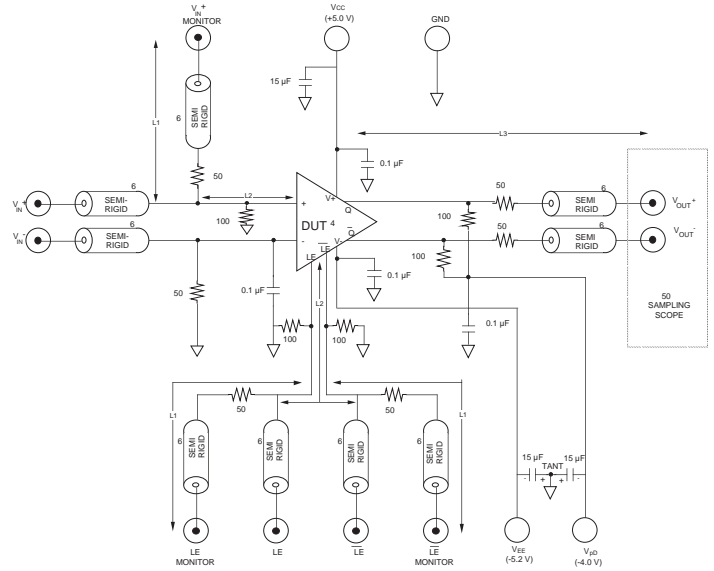 V IN +
MONITOR
VCC
(+5.0 V)
GND
15 µF
L1
6
SEMI
RIGID
L3
0.1 µF
50
6
L2
V IN +
SEMI-
RIGID
100
+
V+
Q
DUT 4
50
6
SEMI
RIGID
VOUT+
100
V IN -
6
SEMI-
RIGID
-
LE
LE
V-
Q
50
6
SEMI
RIGID
VOUT-
100
50
0.1 µF
L2
0.1 µF
100
100
0.1 µF
50
SAMPLING
SCOPE
L1
50
50
L1
6
SEMI
RIGID
6
SEMI
RIGID
6
SEMI
RIGID
6
SEMI
RIGID
15 µF
TANT
15 µF
- +
+ -
LE
MONITOR
LE
LE
LE
MONITOR
VEE
(-5.2 V)
VpD
(-4.0 V)